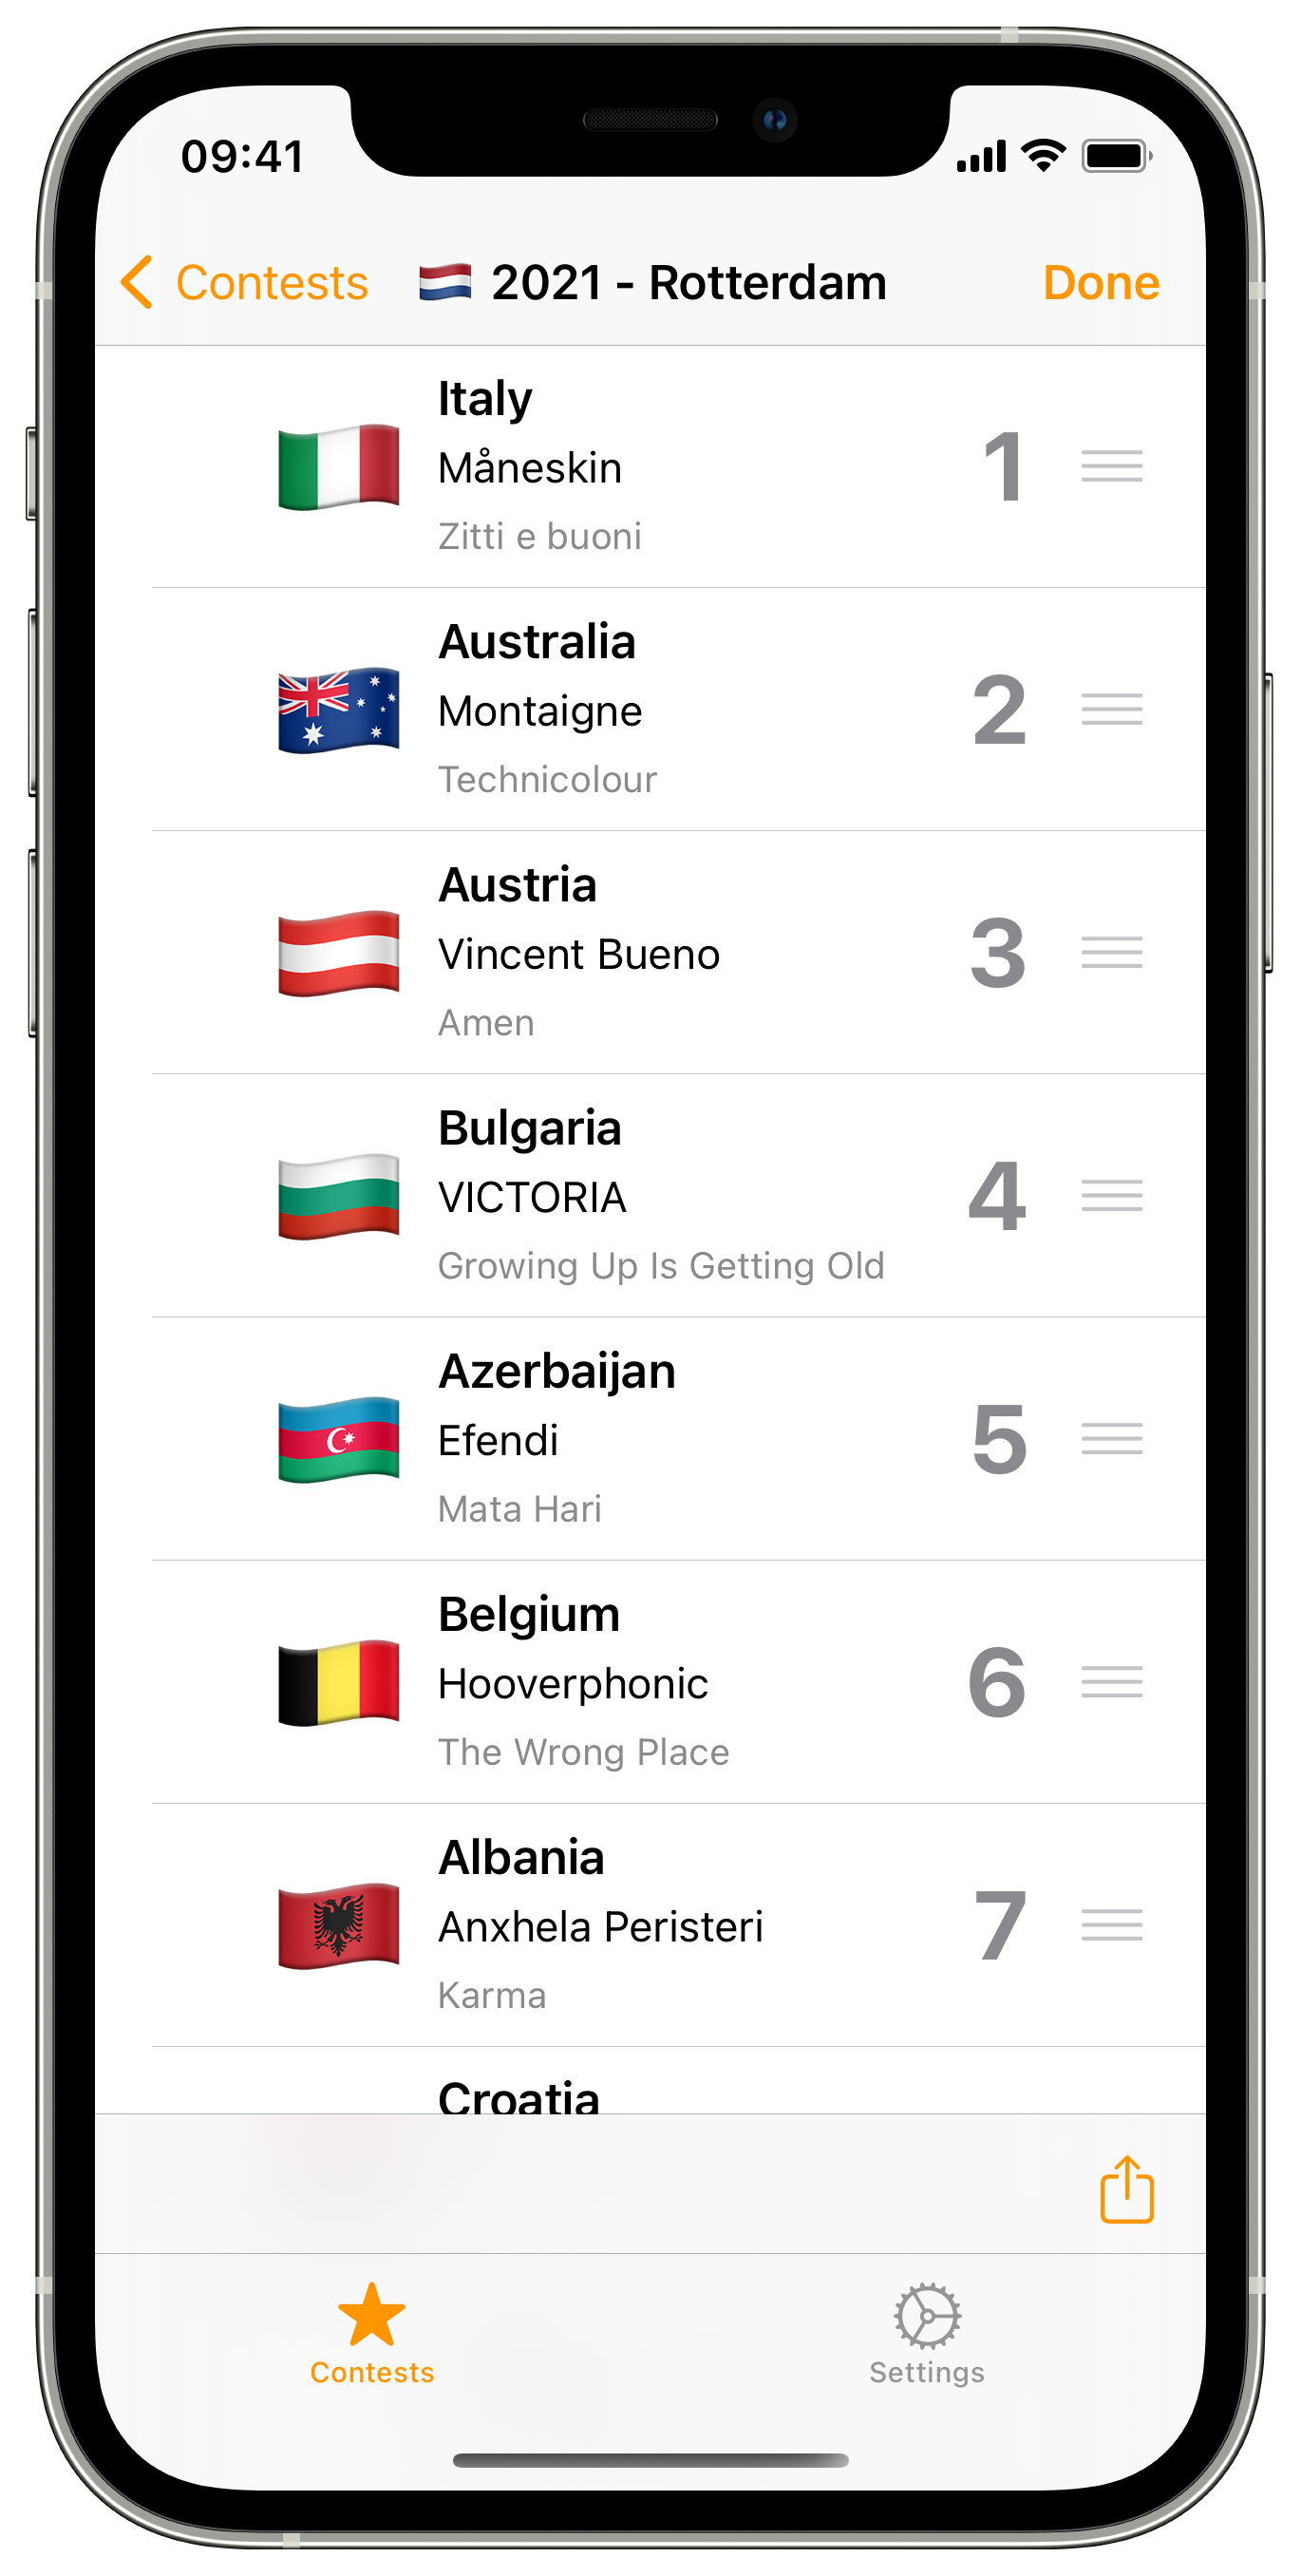 09:41
Contests 2021 - Rotterdam Done
Italy
Måneskin
Zitti e buoni
1
Australia
Montaigne
Technicolour
2
Austria
Vincent Bueno
Amen
3
Bulgaria
VICTORIA
Growing Up Is Getting Old
4
Azerbaijan
Efendi
Mata Hari
5
Belgium
Hooverphonic
The Wrong Place
6
Albania
Anxhela Peristeri
Karma
7
Croatia
Contests Settings